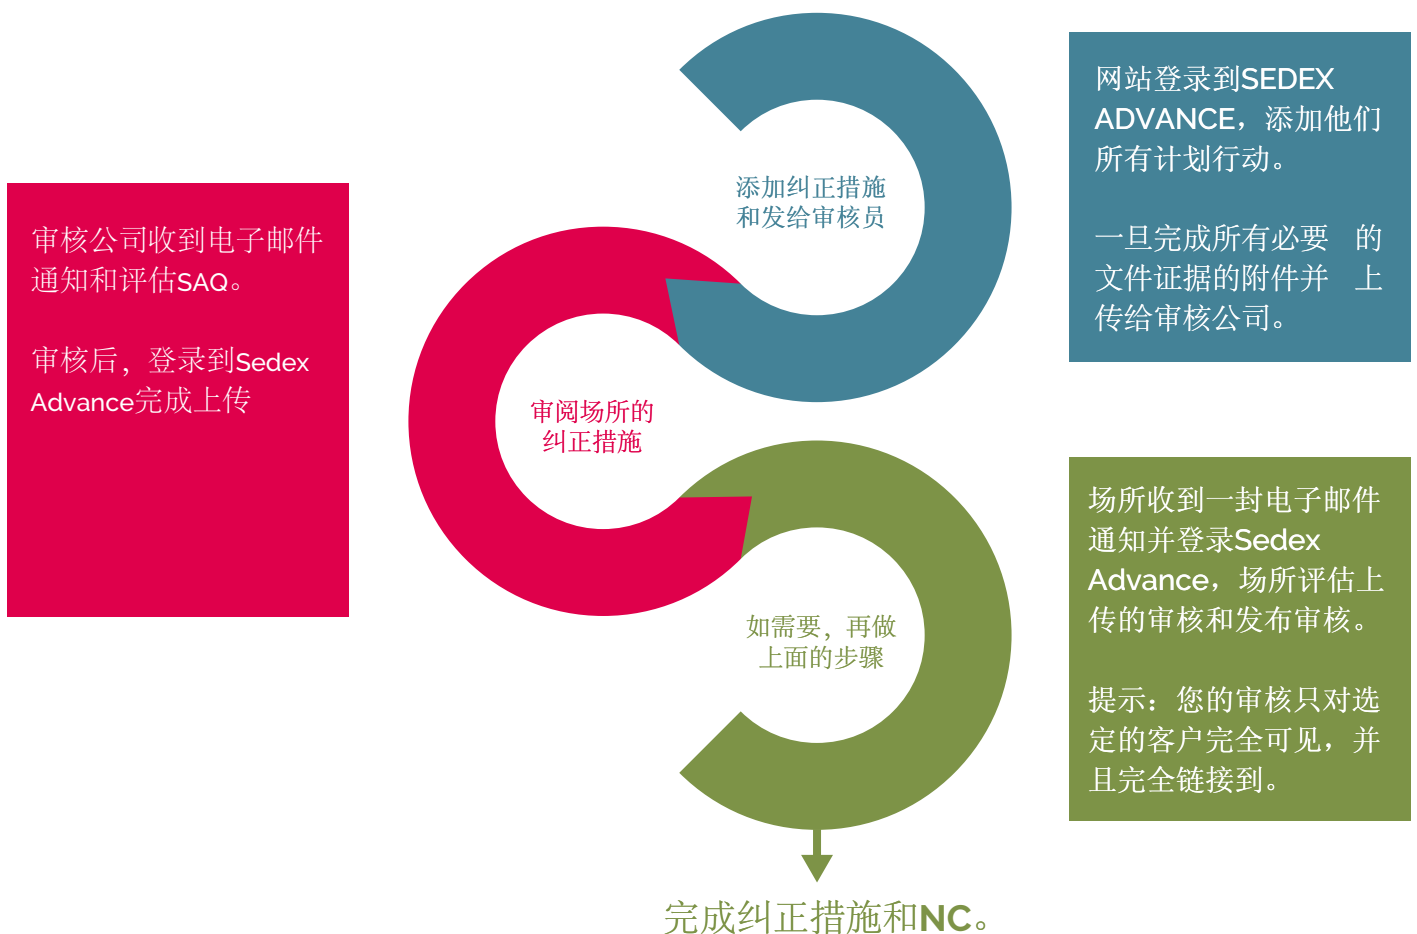 网站登录到SEDEX
ADVANCE，添加他们
所有计划行动。
一旦完成所有必要 的
文件证据的附件并 上
传给审核公司。
添加纠正措施
和发给审核员
审核公司收到电子邮件
通知和评估SAQ。
审核后，登录到Sedex
Advance完成上传
审阅场所的
纠正措施
场所收到一封电子邮件
通知并登录Sedex
Advance，场所评估上
传的审核和发布审核。
提示：您的审核只对选
定的客户完全可见，并
且完全链接到。
如需要，再做
上面的步骤
完成纠正措施和NC。